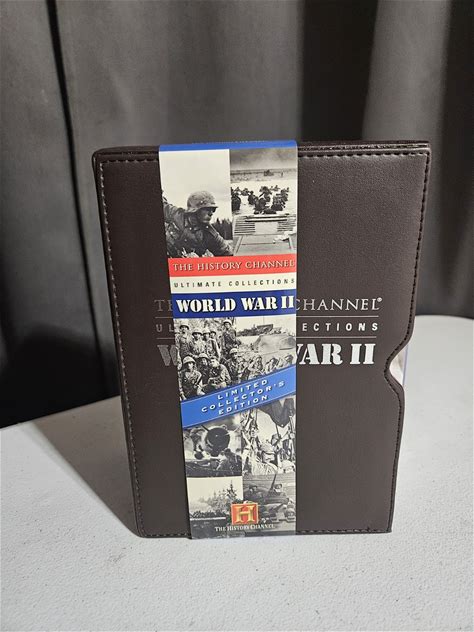 THE HISTORY CHANNEL
ULTIMATE COLLECTIONS
WORLD WAR II
LIMITED
COLLECTOR'S
EDITION
H
THE HISTORY CHANNEL
CHANNEL®
ECTIONS
AR II